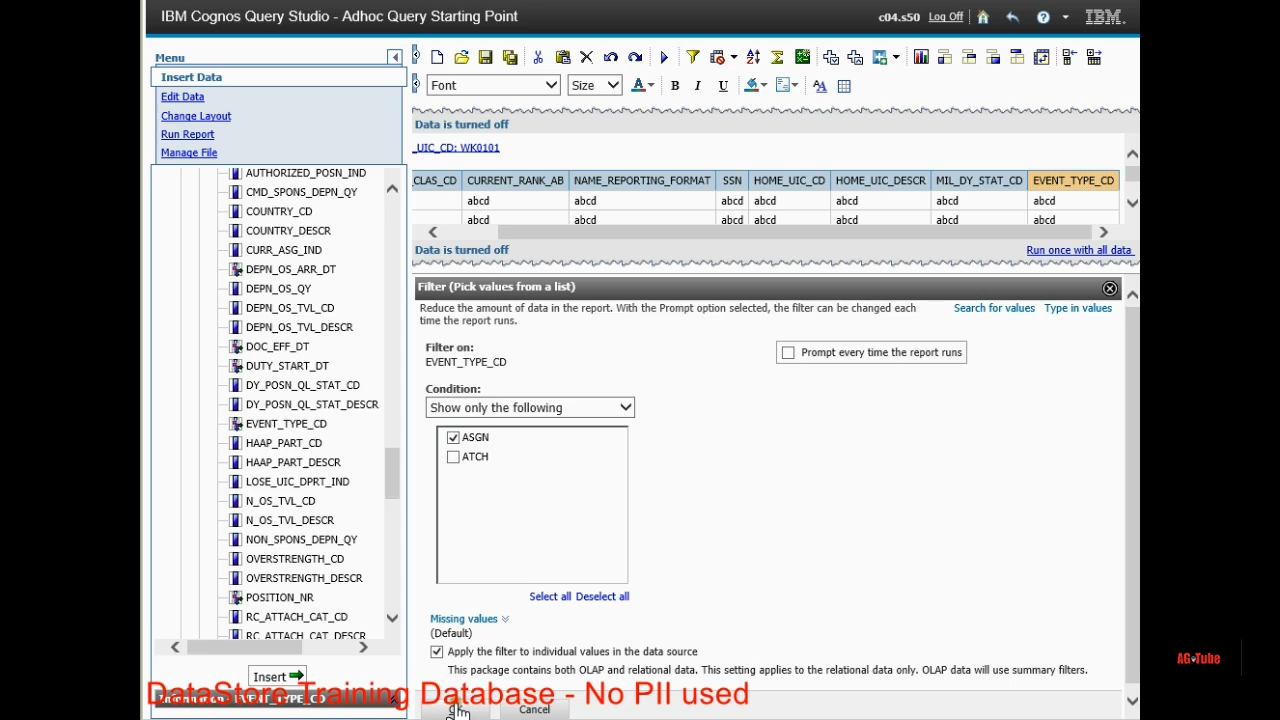 IBM Cognos Query Studio - Adhoc Query Starting Point
c04.s50 Log Off IBM.
Menu
Insert Data
Edit Data
Change Layout
Run Report
Manage File
AUTHORIZED_POSN_IND
CMD_SPONS_DEPN_QY
COUNTRY_CD
COUNTRY_DESCR
CURR_ASG_IND
DEPN_OS_ARR_DT
DEPN_OS_QY
DEPN_OS_TVL_CD
DEPN_OS_TVL_DESCR
DOC_EFF_DT
DUTY_START_DT
DY_POSN_QL_STAT_CD
DY_POSN_QL_STAT_DESCR
EVENT_TYPE_CD
HAAP_PART_CD
HAAP_PART_DESCR
LOSE_UIC_DPRT_IND
N_OS_TVL_CD
N_OS_TVL_DESCR
NON_SPONS_DEPN_QY
OVERSTRENGTH_CD
OVERSTRENGTH_DESCR
POSITION_NR
RC_ATTACH_CAT_CD
RC_ATTACH_CAT_DESCR
Insert
Font Size A B I U
Data is turned off
_UIC_CD: WK0101
_CLAS_CD CURRENT_RANK_AB NAME_REPORTING_FORMAT SSN HOME_UIC_CD HOME_UIC_DESCR MIL_DY_STAT_CD EVENT_TYPE_CD
abcd abcd abcd abcd abcd abcd abcd
abcd abcd abcd abcd abcd abcd abcd
Data is turned off Run once with all data
Filter (Pick values from a list)
Reduce the amount of data in the report. With the Prompt option selected, the filter can be changed each
time the report runs.
Search for values Type in values
Filter on:
EVENT_TYPE_CD
Prompt every time the report runs
Condition:
Show only the following
ASGN
ATCH
Select all Deselect all
Missing values
(Default)
Apply the filter to individual values in the data source
This package contains both OLAP and relational data. This setting applies to the relational data only. OLAP data will use summary filters.
Cancel
DataStore Training Database - No PII used
AG-Tube